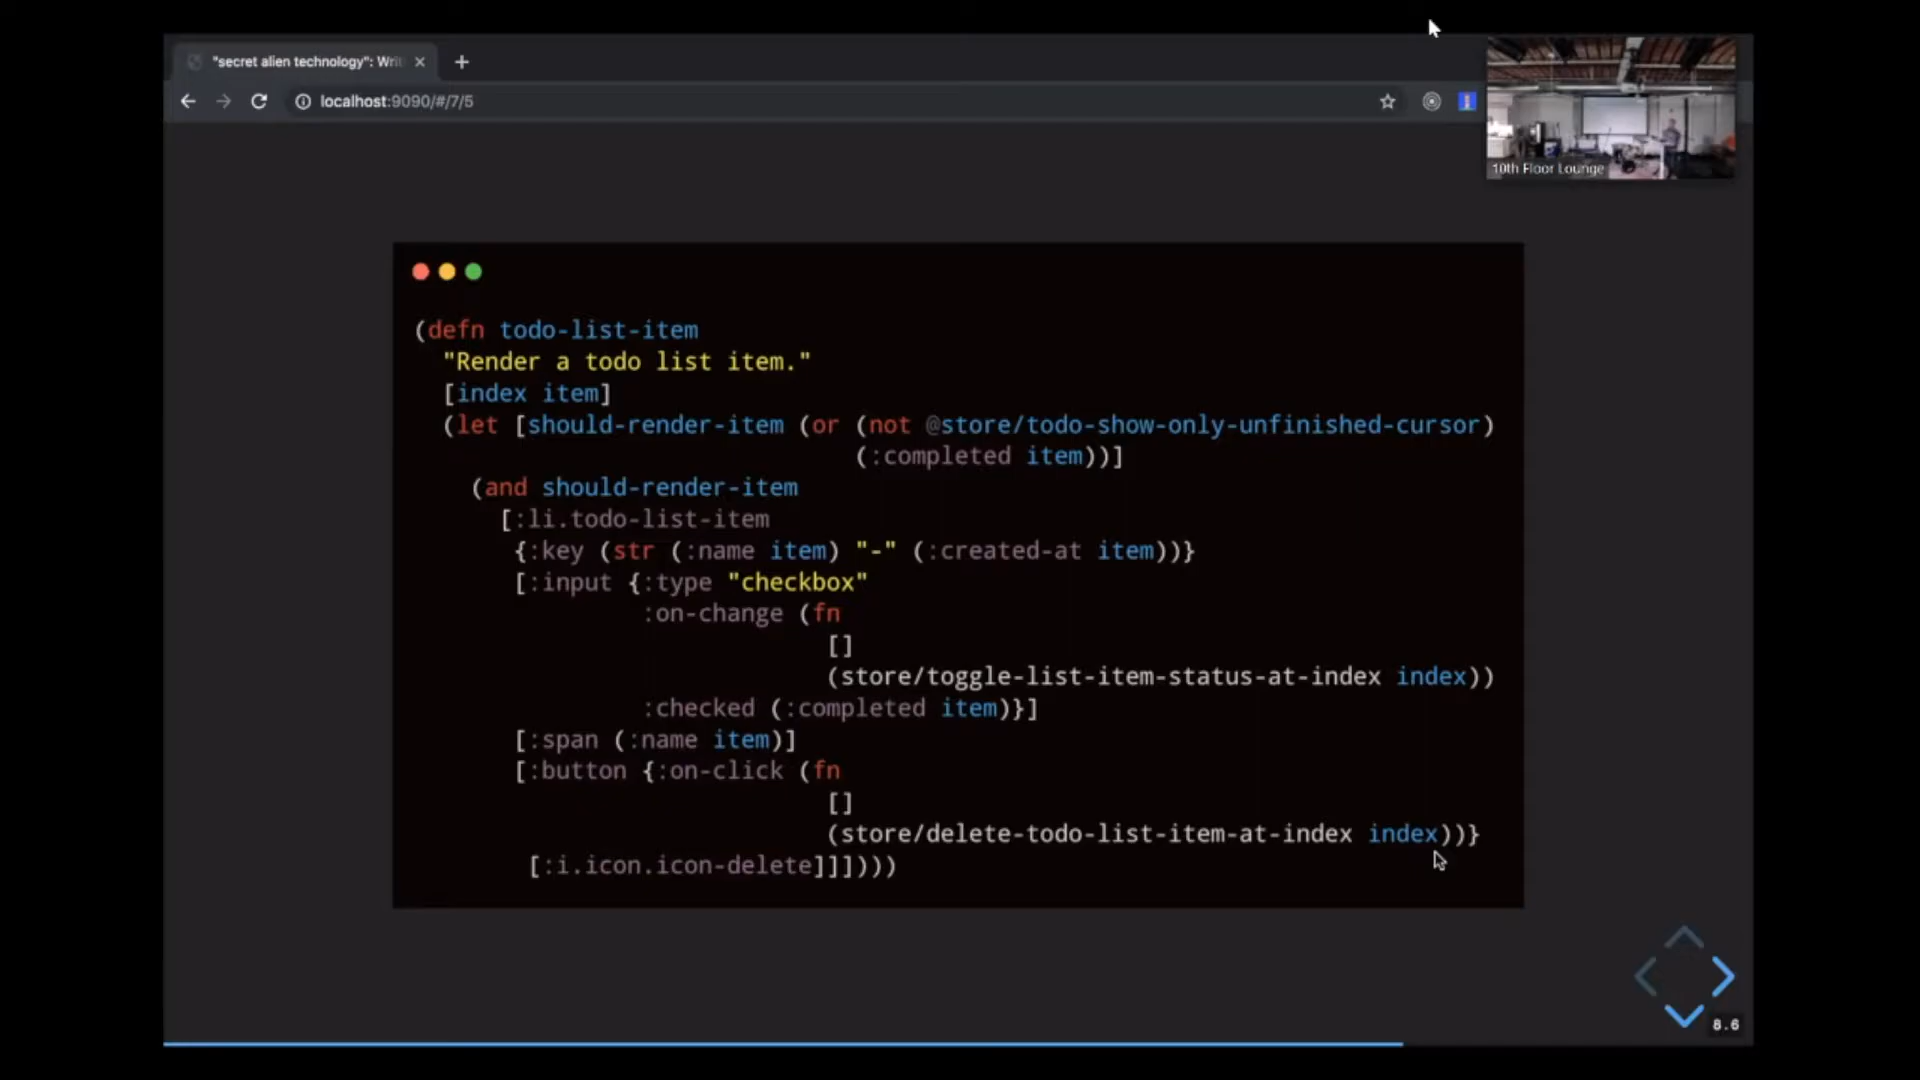 "secret alien technology": Writ
localhost:9090/#/7/5
10th Floor Lounge
(defn todo-list-item
"Render a todo list item."
[index item]
(let [should-render-item (or (not @store/todo-show-only-unfinished-cursor)
(:completed item))]
(and should-render-item
[:li.todo-list-item
{:key (str (:name item) "-" (:created-at item))}
[:input {:type "checkbox"
:on-change (fn
[]
(store/toggle-list-item-status-at-index index))
:checked (:completed item)}]
[:span (:name item)]
[:button {:on-click (fn
[]
(store/delete-todo-list-item-at-index index))}
[:i.icon.icon-delete]]])))
8.6